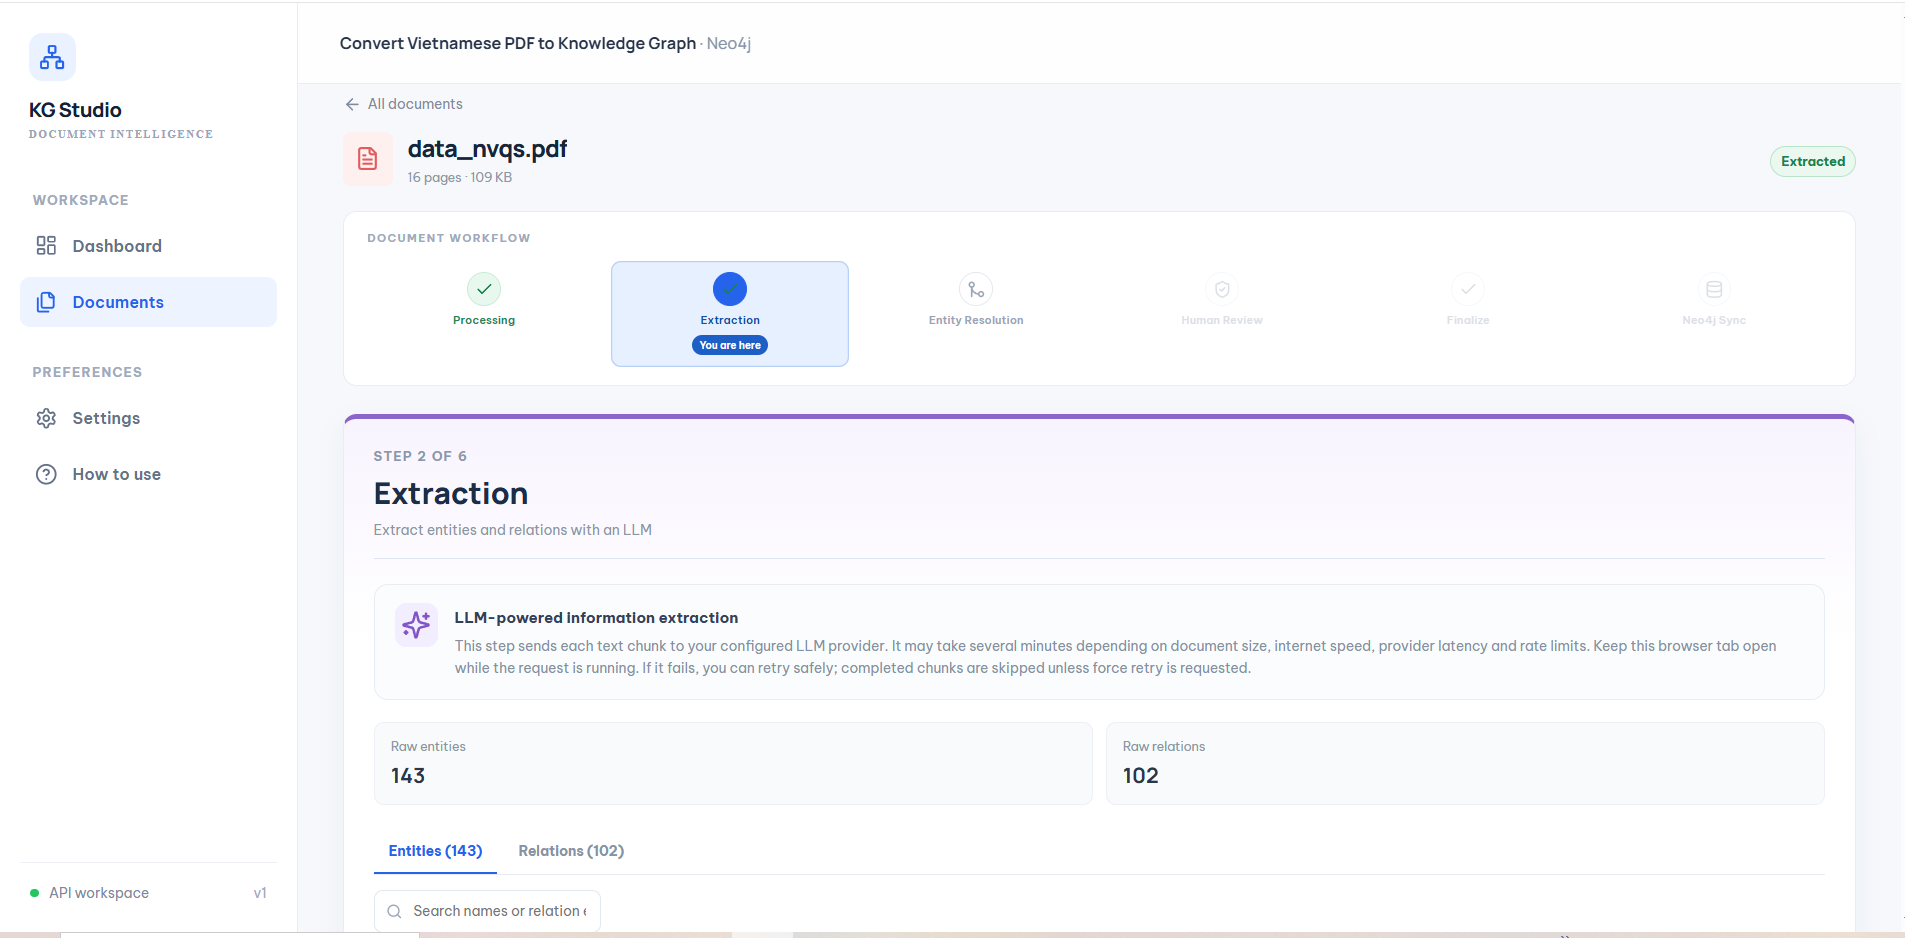 KG Studio
DOCUMENT INTELLIGENCE
WORKSPACE
Dashboard
Documents
PREFERENCES
Settings
How to use
API workspace v1
Convert Vietnamese PDF to Knowledge Graph · Neo4j
All documents
data_nvqs.pdf
16 pages · 109 KB
Extracted
DOCUMENT WORKFLOW
Processing
Extraction
You are here
Entity Resolution
Human Review
Finalize
Neo4j Sync
STEP 2 OF 6
Extraction
Extract entities and relations with an LLM
LLM-powered information extraction
This step sends each text chunk to your configured LLM provider. It may take several minutes depending on document size, internet speed, provider latency and rate limits. Keep this browser tab open
while the request is running. If it fails, you can retry safely; completed chunks are skipped unless force retry is requested.
Raw entities
143
Raw relations
102
Entities (143) Relations (102)
Search names or relation